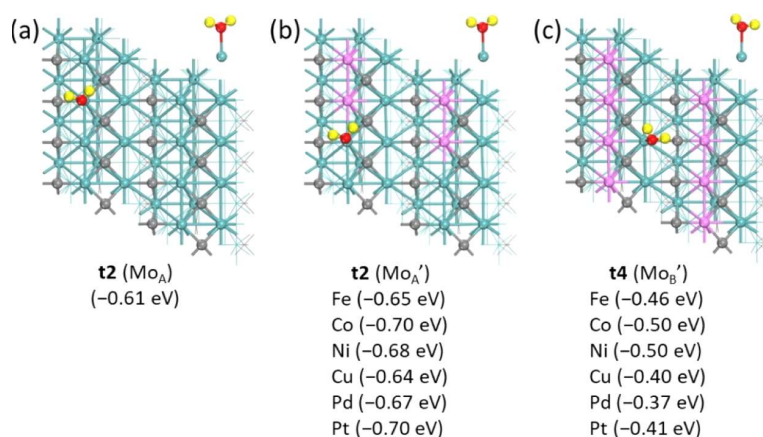 (a)
t2 (MoA)
(−0.61 eV)
(b)
t2 (MoA’)
Fe (−0.65 eV)
Co (−0.70 eV)
Ni (−0.68 eV)
Cu (−0.64 eV)
Pd (−0.67 eV)
Pt (−0.70 eV)
(c)
t4 (MoB’)
Fe (−0.46 eV)
Co (−0.50 eV)
Ni (−0.50 eV)
Cu (−0.40 eV)
Pd (−0.37 eV)
Pt (−0.41 eV)